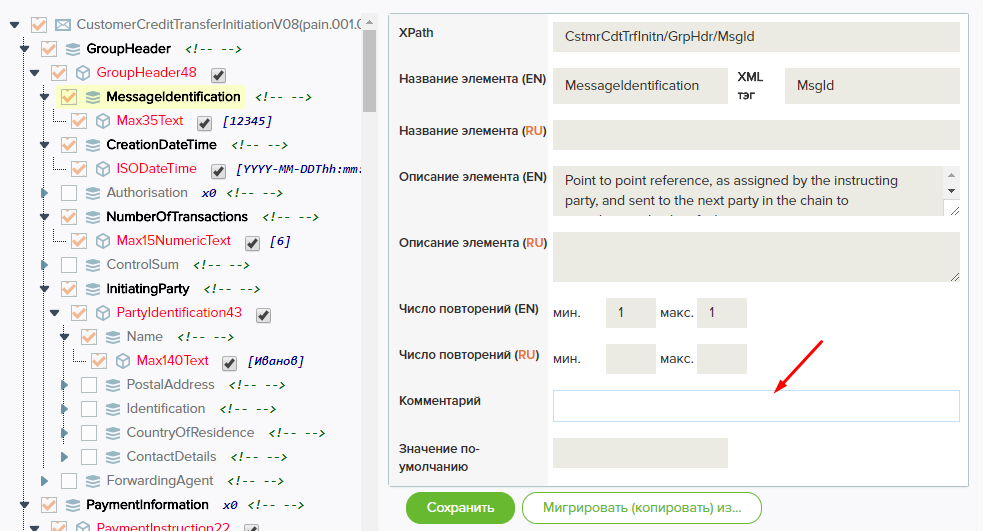 CustomerCreditTransferInitiationV08(pain.001.0
GroupHeader <!-- -->
GroupHeader48
MessageIdentification <!-- -->
Max35Text [12345]
CreationDateTime <!-- -->
ISODateTime [YYYY-MM-DDThh:mm:
Authorisation x0 <!-- -->
NumberOfTransactions <!-- -->
Max15NumericText [6]
ControlSum <!-- -->
InitiatingParty <!-- -->
PartyIdentification43
Name <!-- -->
Max140Text [Иванов]
PostalAddress <!-- -->
Identification <!-- -->
CountryOfResidence <!-- -->
ContactDetails <!-- -->
ForwardingAgent <!-- -->
PaymentInformation x0 <!-- -->
PaymentInstruction22
XPath CstmrCdtTrfInitn/GrpHdr/MsgId
Название элемента (EN) MessageIdentification XML тэг MsgId
Название элемента (RU)
Описание элемента (EN) Point to point reference, as assigned by the instructing
party, and sent to the next party in the chain to
Описание элемента (RU)
Число повторений (EN) мин. 1 макс. 1
Число повторений (RU) мин. макс.
Комментарий
Значение по-
умолчанию
Сохранить Мигрировать (копировать) из...